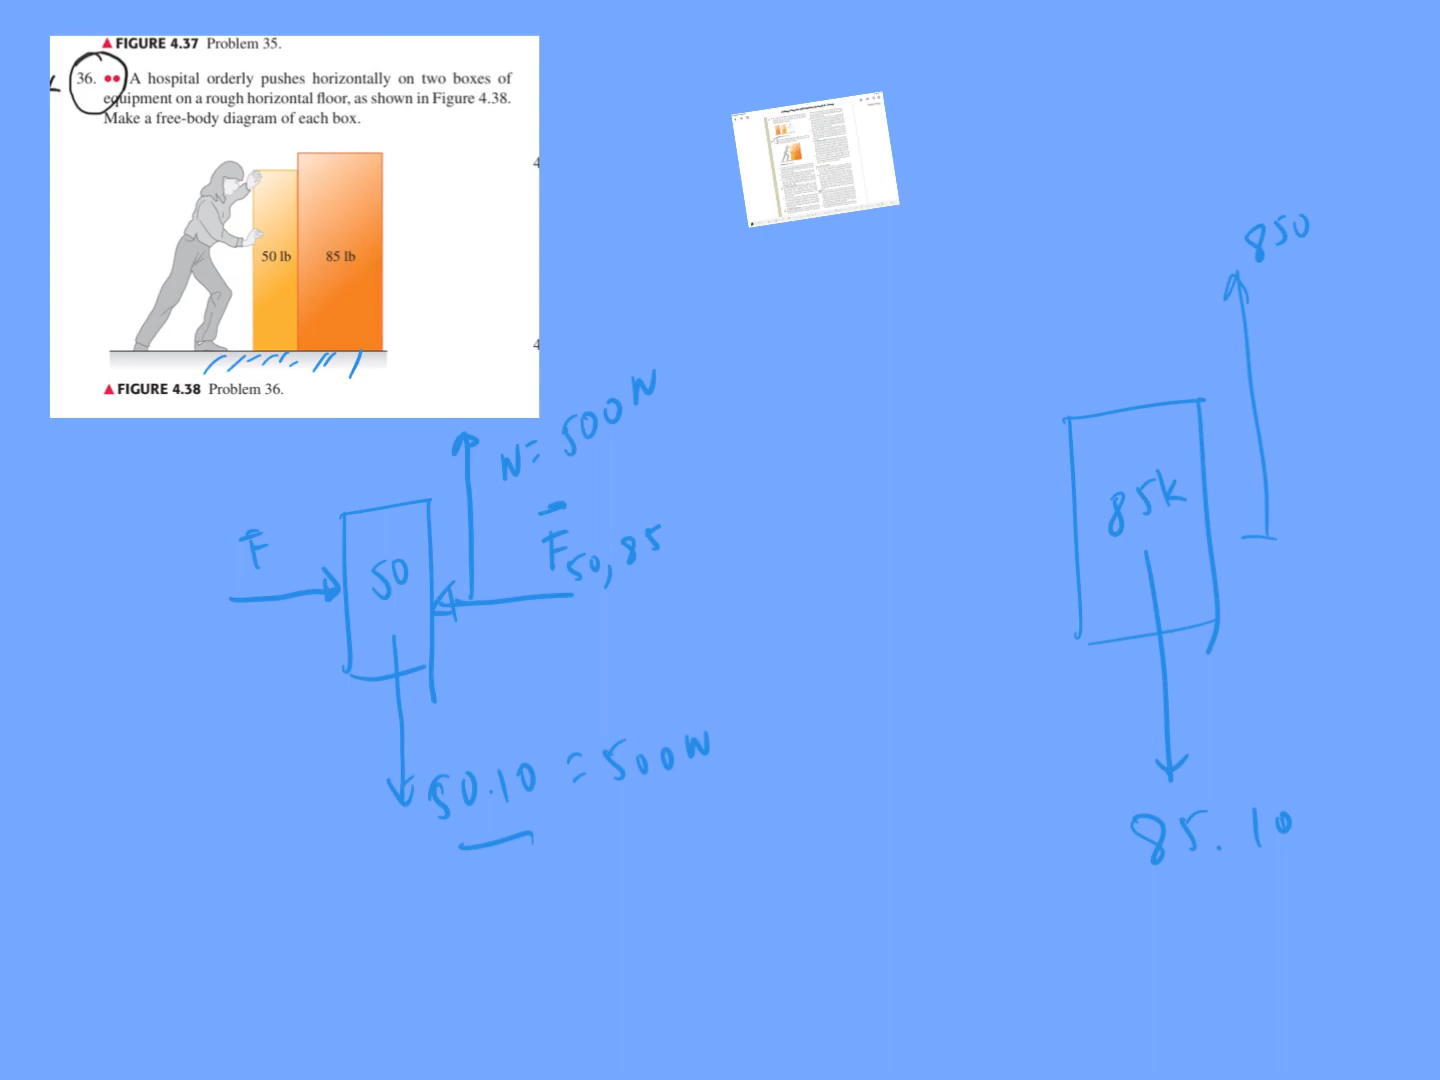 ▲ FIGURE 4.37 Problem 35.
36. •• A hospital orderly pushes horizontally on two boxes of
equipment on a rough horizontal floor, as shown in Figure 4.38.
Make a free-body diagram of each box.
4
50 lb 85 lb
4
▲ FIGURE 4.38 Problem 36.
850
N = 500N
F
50
F50,85
85k
50.10 = 500N
85.10